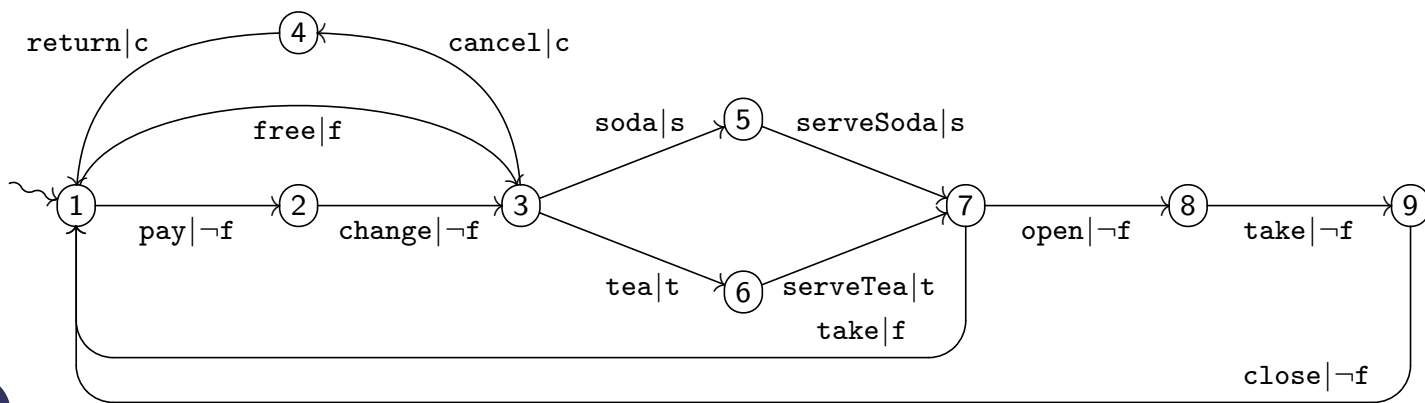 4
return|c
cancel|c
free|f
soda|s
5
serveSoda|s
1
2
3
7
8
9
pay|¬f
change|¬f
open|¬f
take|¬f
tea|t
6
serveTea|t
take|f
close|¬f